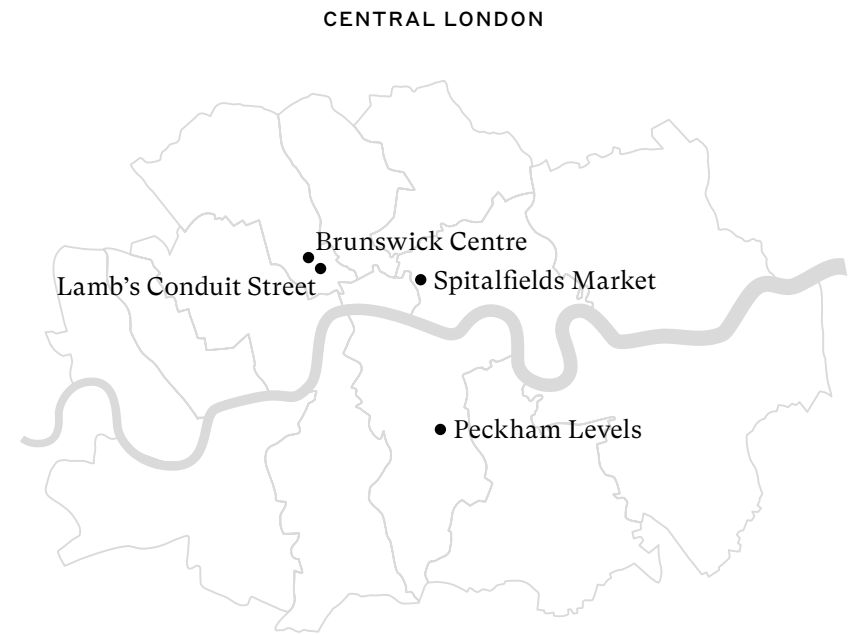 CENTRAL LONDON
Brunswick Centre
Lamb’s Conduit Street
Spitalfields Market
Peckham Levels